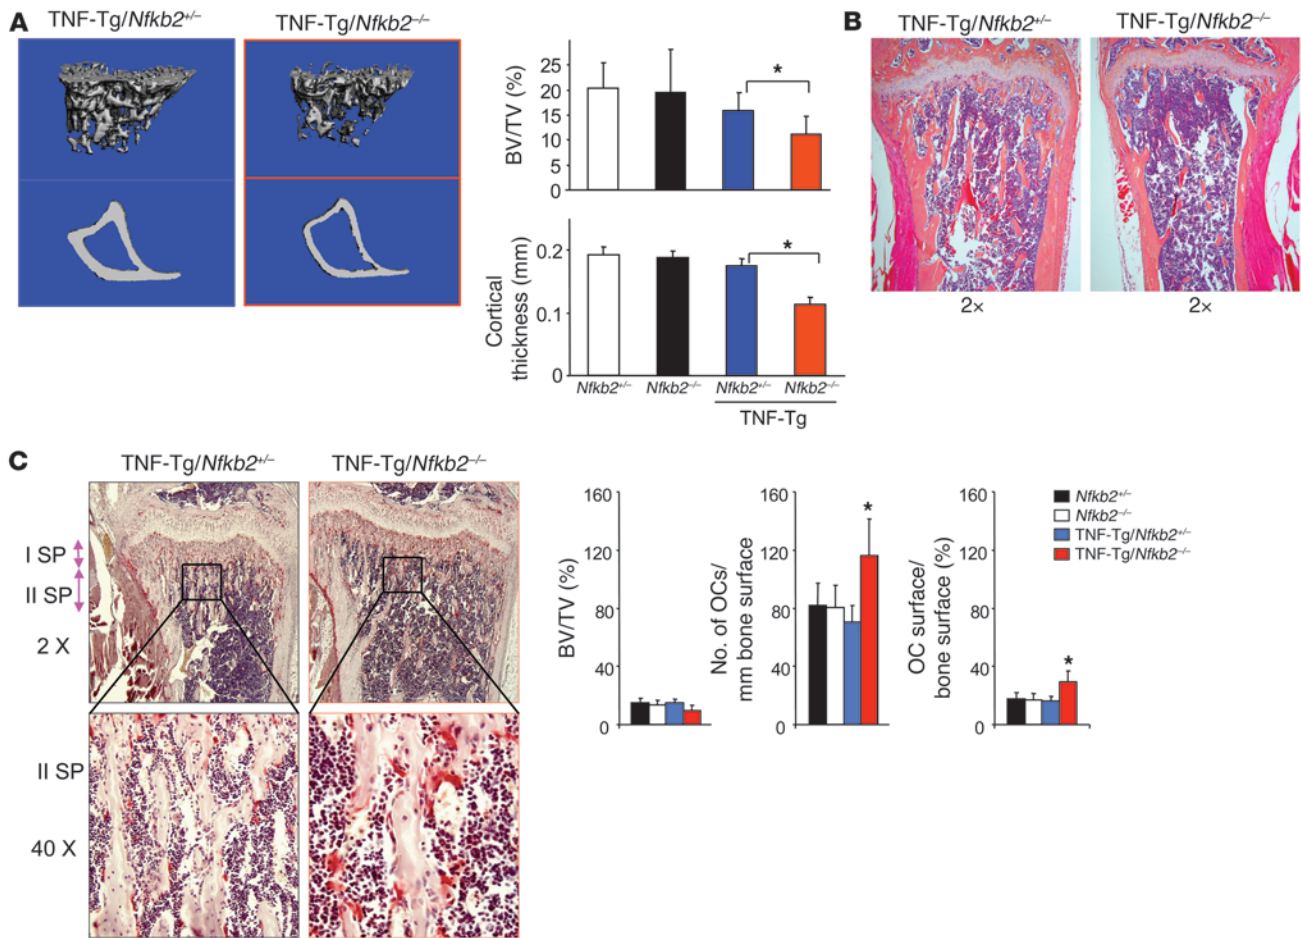 A
TNF-Tg/Nfkb2+/–
TNF-Tg/Nfkb2–/–
BV/TV (%)
25
20
15
10
5
0
*
Cortical
thickness (mm)
0.2
0.1
0
*
Nfkb2+/–
Nfkb2–/–
Nfkb2+/–
Nfkb2–/–
TNF-Tg
B
TNF-Tg/Nfkb2+/–
TNF-Tg/Nfkb2–/–
2×
2×
C
TNF-Tg/Nfkb2+/–
TNF-Tg/Nfkb2–/–
I SP
II SP
2 X
II SP
40 X
BV/TV (%)
160
120
80
40
0
No. of OCs/
mm bone surface
160
120
80
40
0
*
OC surface/
bone surface (%)
160
120
80
40
0
*
Nfkb2+/–
Nfkb2–/–
TNF-Tg/Nfkb2+/–
TNF-Tg/Nfkb2–/–